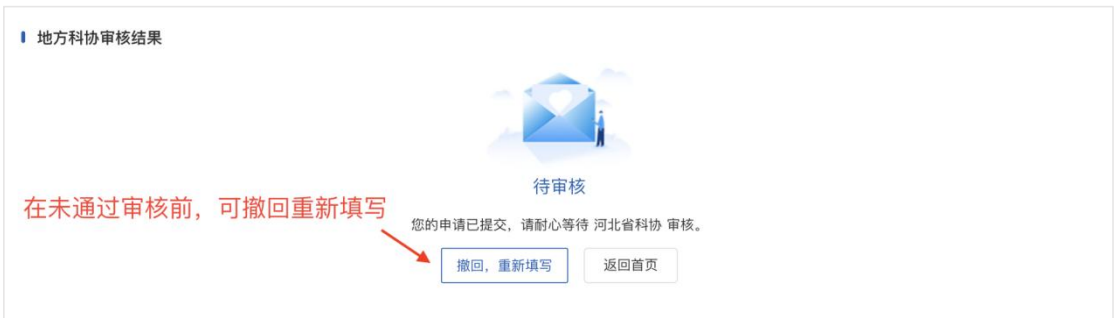 地方科协审核结果
待审核
在未通过审核前，可撤回重新填写
您的申请已提交，请耐心等待 河北省科协 审核。
撤回，重新填写
返回首页